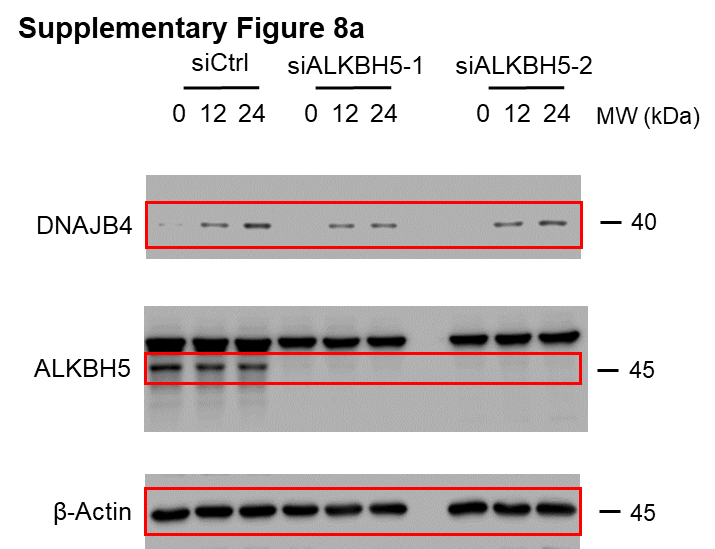 Supplementary Figure 8a
siCtrl siALKBH5-1 siALKBH5-2
0 12 24 0 12 24 0 12 24 MW (kDa)
DNAJB4 40
ALKBH5 45
β-Actin 45